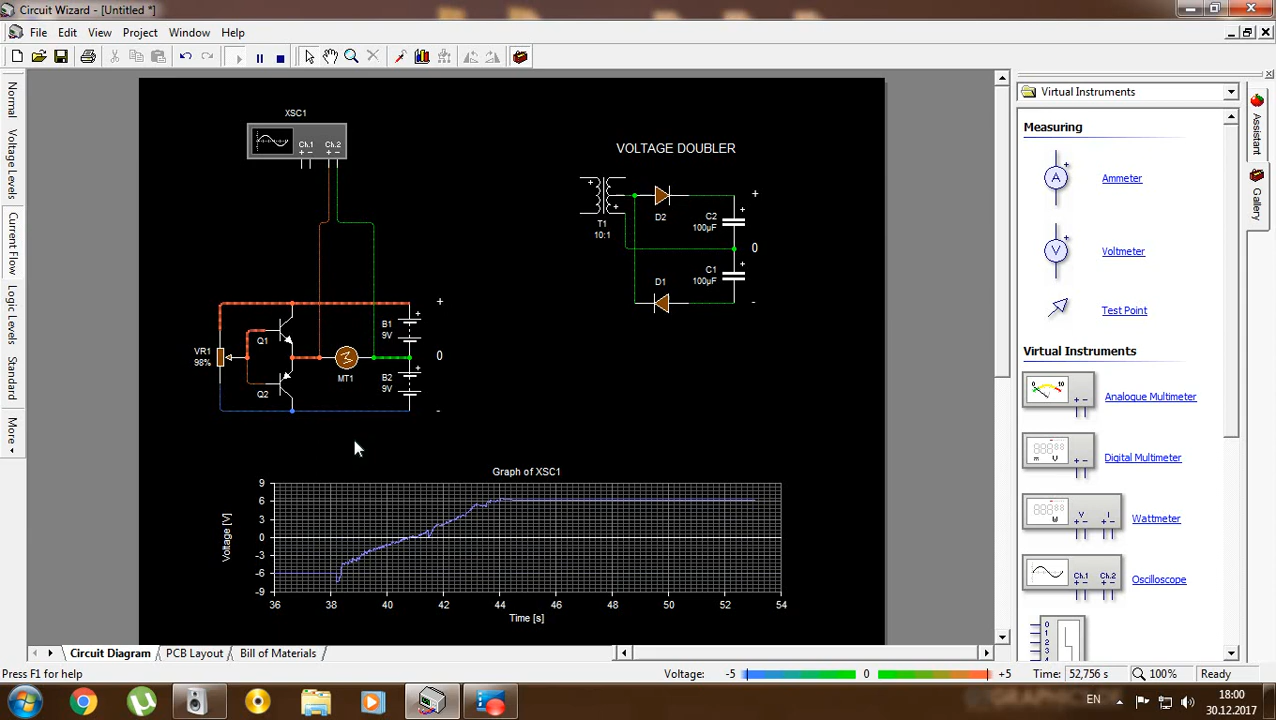 Circuit Wizard - [Untitled *]
File Edit View Project Window Help
Normal
Voltage Levels
Current Flow
Logic Levels
Standard
More
XSC1
Ch.1 Ch.2
+ - + -
VOLTAGE DOUBLER
T1
10:1
D2
D1
C2
100µF
C1
100µF
+
0
-
VR1
98%
Q1
Q2
MT1
B1
9V
B2
9V
+
0
-
Graph of XSC1
Voltage [V]
9
6
3
0
-3
-6
-9
36 38 40 42 44 46 48 50 52 54
Time [s]
Virtual Instruments
Measuring
Ammeter
Voltmeter
Test Point
Virtual Instruments
Analogue Multimeter
Digital Multimeter
Wattmeter
Oscilloscope
Ch.1 Ch.2
Assistant
Gallery
Circuit Diagram PCB Layout Bill of Materials
Press F1 for help
Voltage: -5 0 +5 Time: 52,756 s 100% Ready
EN
18:00
30.12.2017